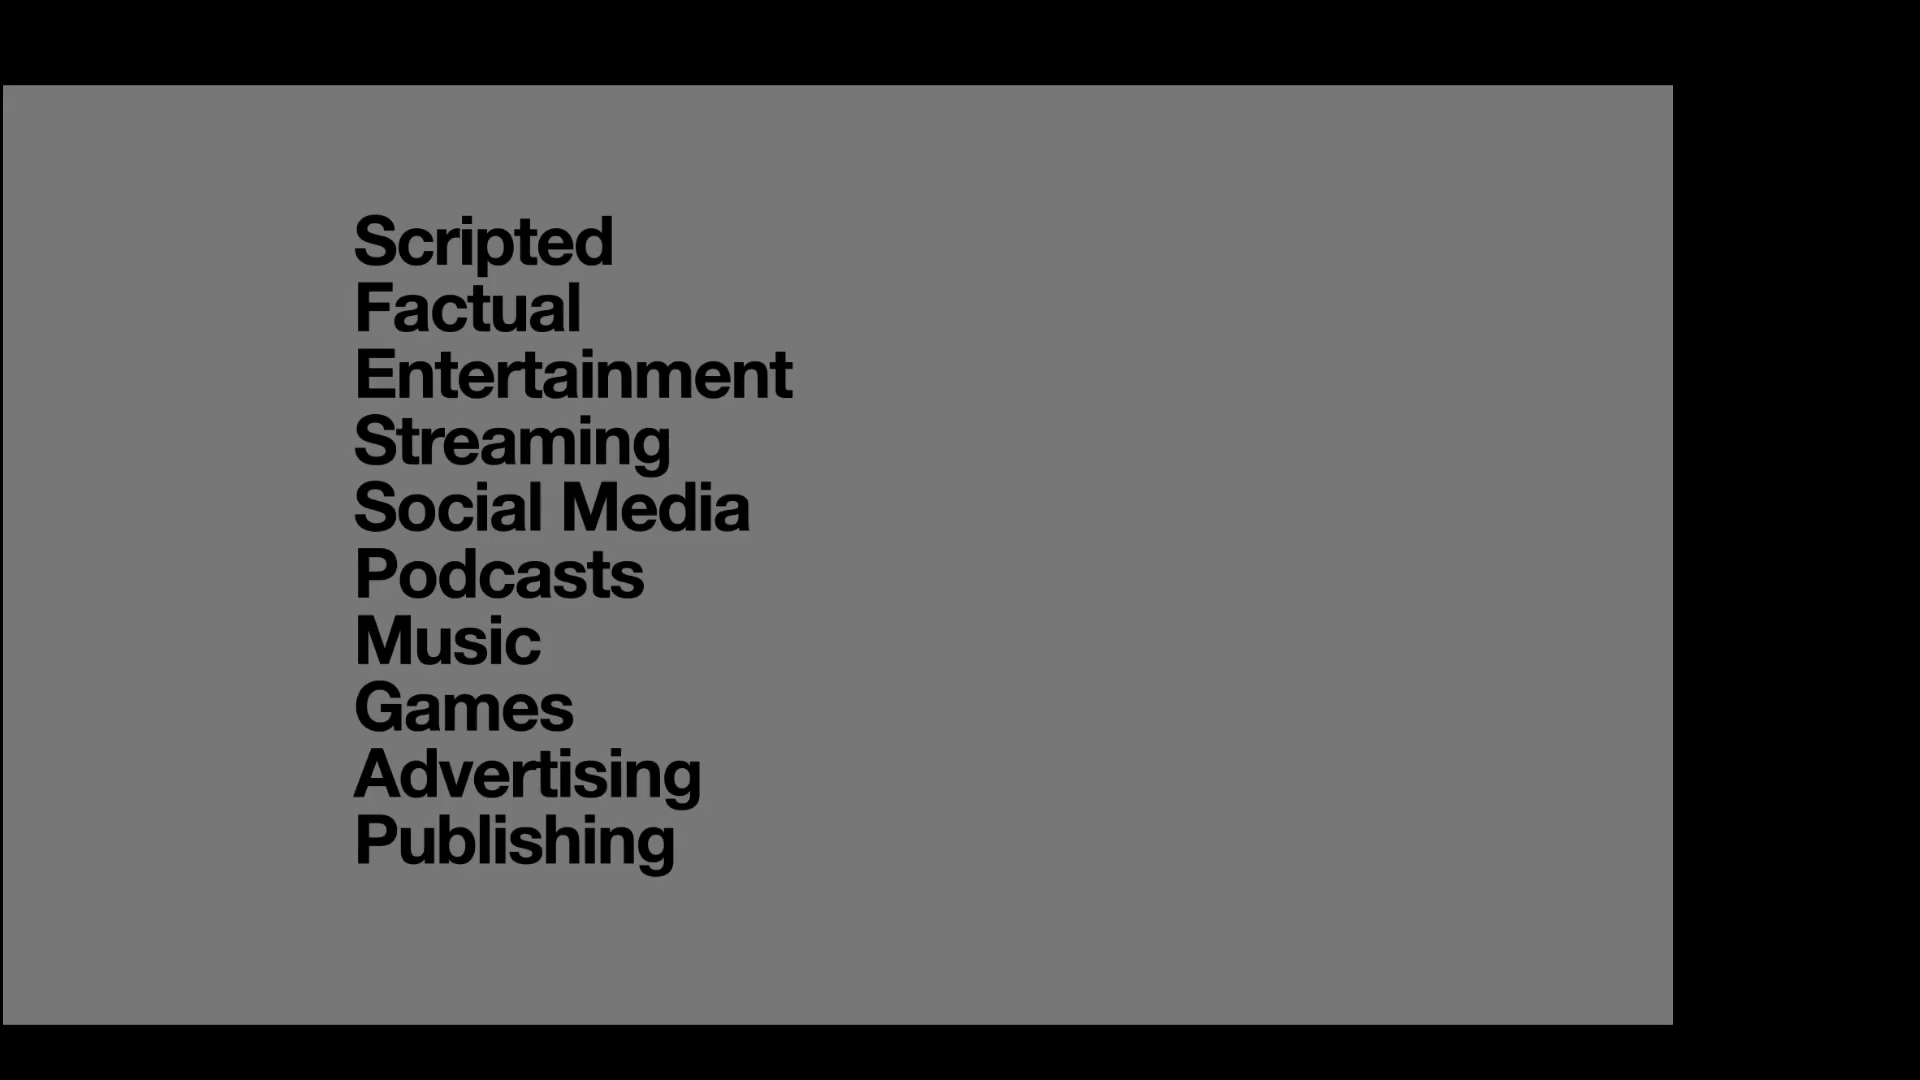 Scripted
Factual
Entertainment
Streaming
Social Media
Podcasts
Music
Games
Advertising
Publishing